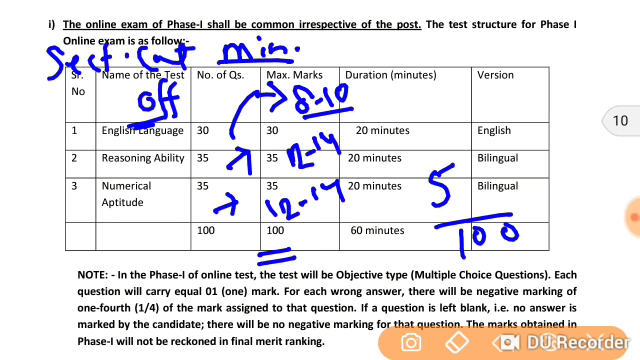 i) The online exam of Phase-I shall be common irrespective of the post. The test structure for Phase I
Online exam is as follow:-
Sect. Cut min.
Sr. No Name of the Test No. of Qs. Max. Marks Duration (minutes) Version
off 8-10
1 English Language 30 30 20 minutes English
2 Reasoning Ability 35 35 20 minutes Bilingual
12-14
3 Numerical Aptitude 35 35 20 minutes Bilingual
12-14 5
100 100 60 minutes
100
10
NOTE: - In the Phase-I of online test, the test will be Objective type (Multiple Choice Questions). Each
question will carry equal 01 (one) mark. For each wrong answer, there will be negative marking of
one-fourth (1/4) of the mark assigned to that question. If a question is left blank, i.e. no answer is
marked by the candidate; there will be no negative marking for that question. The marks obtained in
Phase-I will not be reckoned in final merit ranking.
DU Recorder